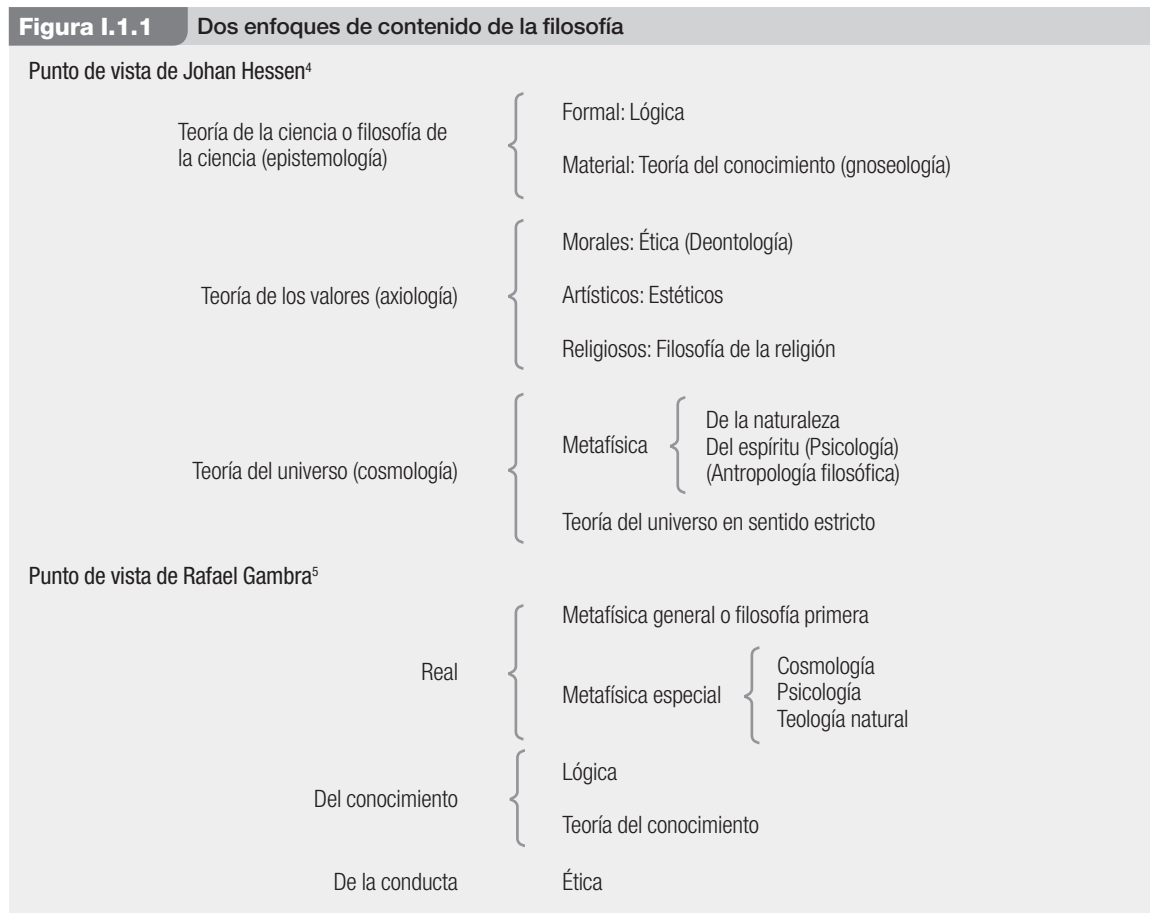 Figura I.1.1 Dos enfoques de contenido de la filosofía
Punto de vista de Johan Hessen⁴
Teoría de la ciencia o filosofía de
la ciencia (epistemología)
Formal: Lógica
Material: Teoría del conocimiento (gnoseología)
Teoría de los valores (axiología)
Morales: Ética (Deontología)
Artísticos: Estéticos
Religiosos: Filosofía de la religión
Teoría del universo (cosmología)
Metafísica
De la naturaleza
Del espíritu (Psicología)
(Antropología filosófica)
Teoría del universo en sentido estricto
Punto de vista de Rafael Gambra⁵
Real
Metafísica general o filosofía primera
Metafísica especial
Cosmología
Psicología
Teología natural
Del conocimiento
Lógica
Teoría del conocimiento
De la conducta
Ética